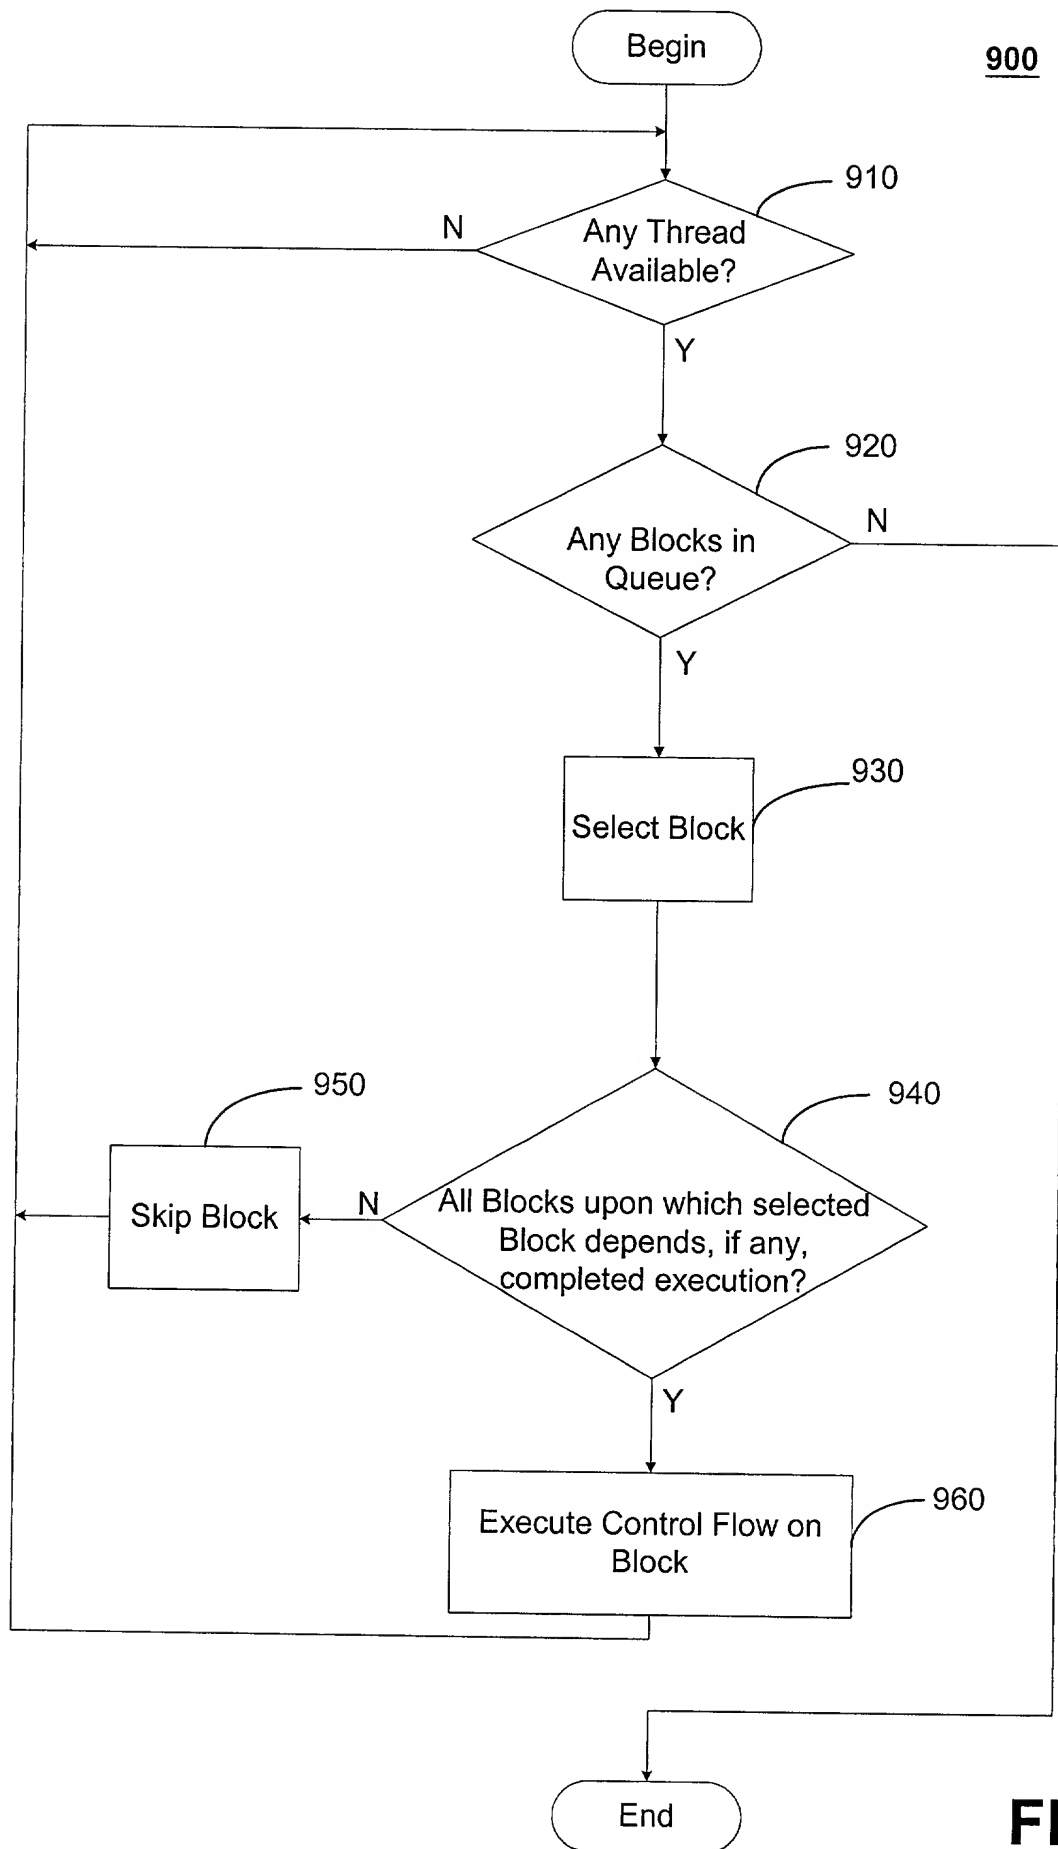 Begin
900
910
N
Any Thread
Available?
Y
920
N
Any Blocks in
Queue?
Y
930
Select Block
950
940
Skip Block
N
All Blocks upon which selected
Block depends, if any,
completed execution?
Y
960
Execute Control Flow on
Block
End